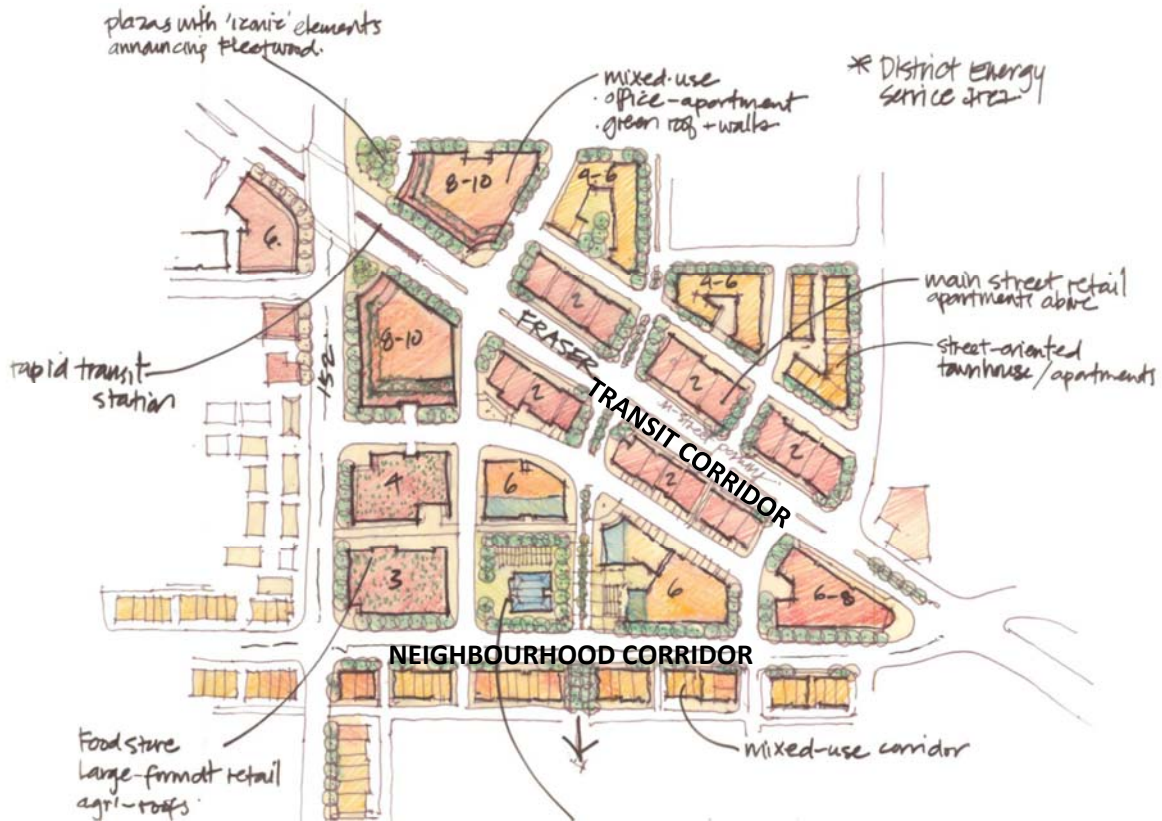 plazas with 'iconic' elements
announcing Fleetwood.
mixed-use
· office-apartment
· green roof + walls
* District Energy
Service Area
8-10
4-6
6.
rapid transit
station
152
8-10
2
4-6
main street retail
apartments above
street-oriented
townhouse/apartments
FRASER
2
2
2
TRANSIT CORRIDOR
2
4
6
3
6
6-8
NEIGHBOURHOOD CORRIDOR
Food store
Large-format retail
agri-roofs
mixed-use corridor